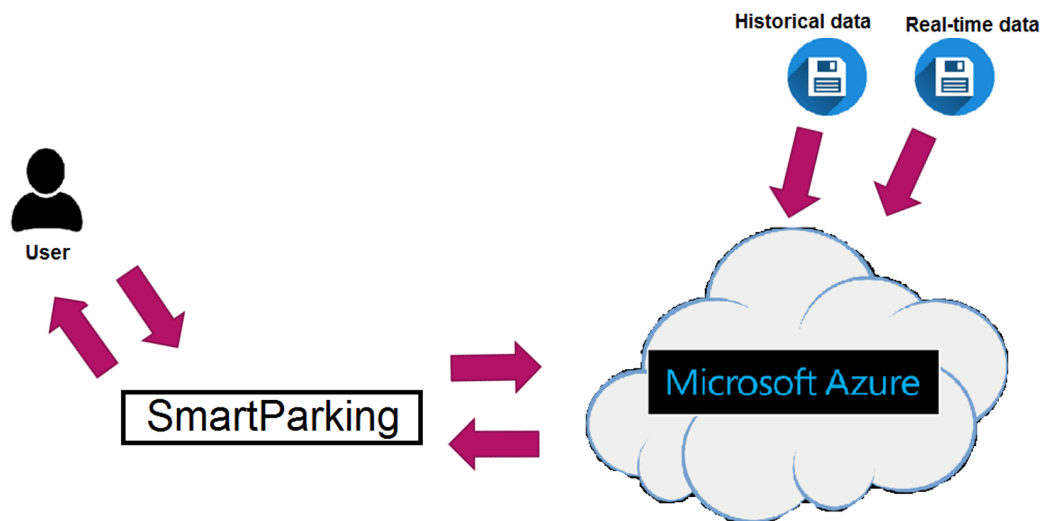 Historical data
Real-time data
User
Microsoft Azure
SmartParking